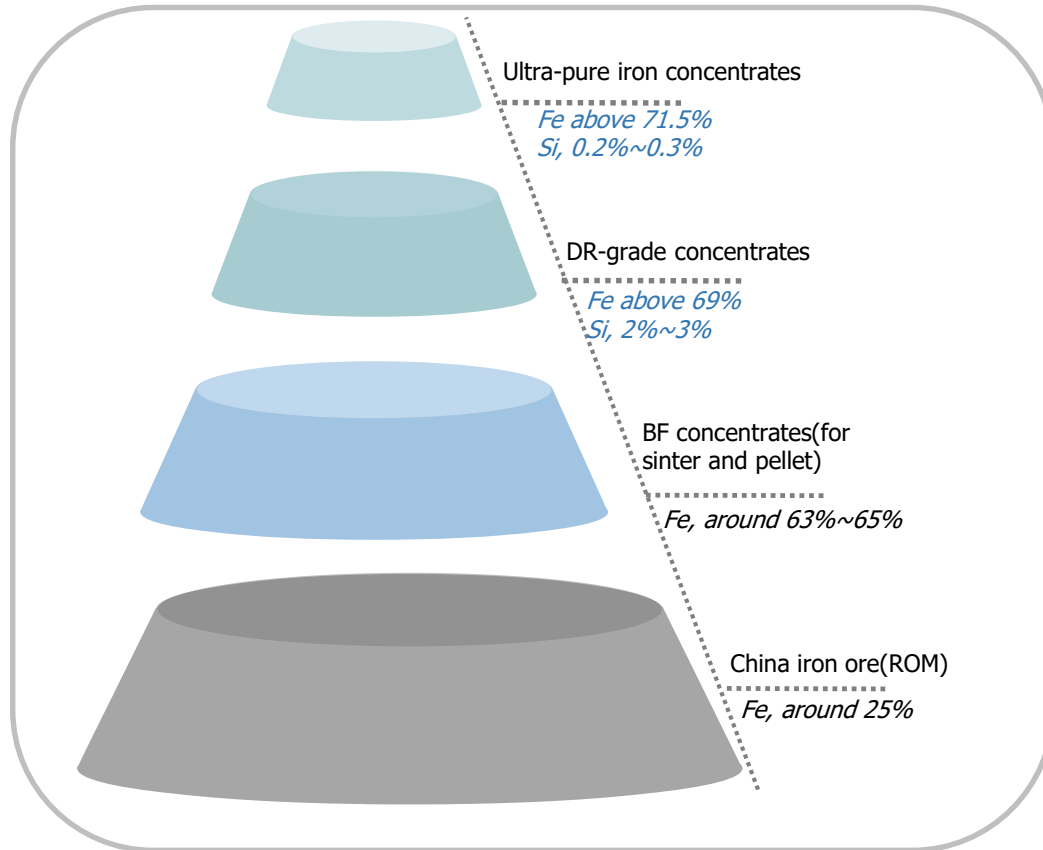 Ultra-pure iron concentrates
Fe above 71.5%
Si, 0.2%~0.3%
DR-grade concentrates
Fe above 69%
Si, 2%~3%
BF concentrates(for
sinter and pellet)
Fe, around 63%~65%
China iron ore(ROM)
Fe, around 25%